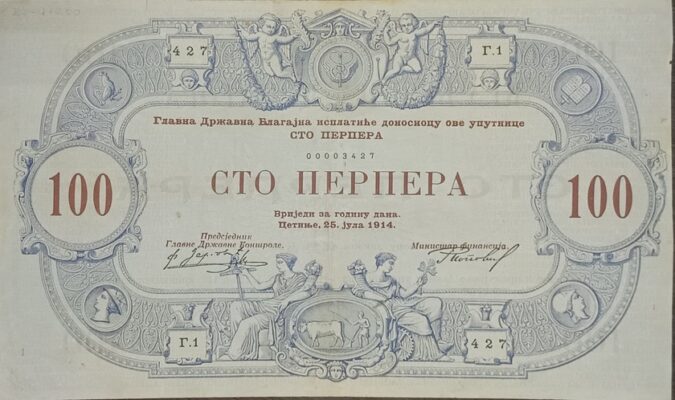 427
Г.1
Главна Државна Благајна исплатиће доносиоцу ове упутнице
СТО ПЕРПЕРА
00003427
100
СТО ПЕРПЕРА
100
Вриједи за годину дана.
Цетиње, 25. јула 1914.
Предсједник
Главне Државне Контроле.
Министар финансија.
Г.1
427